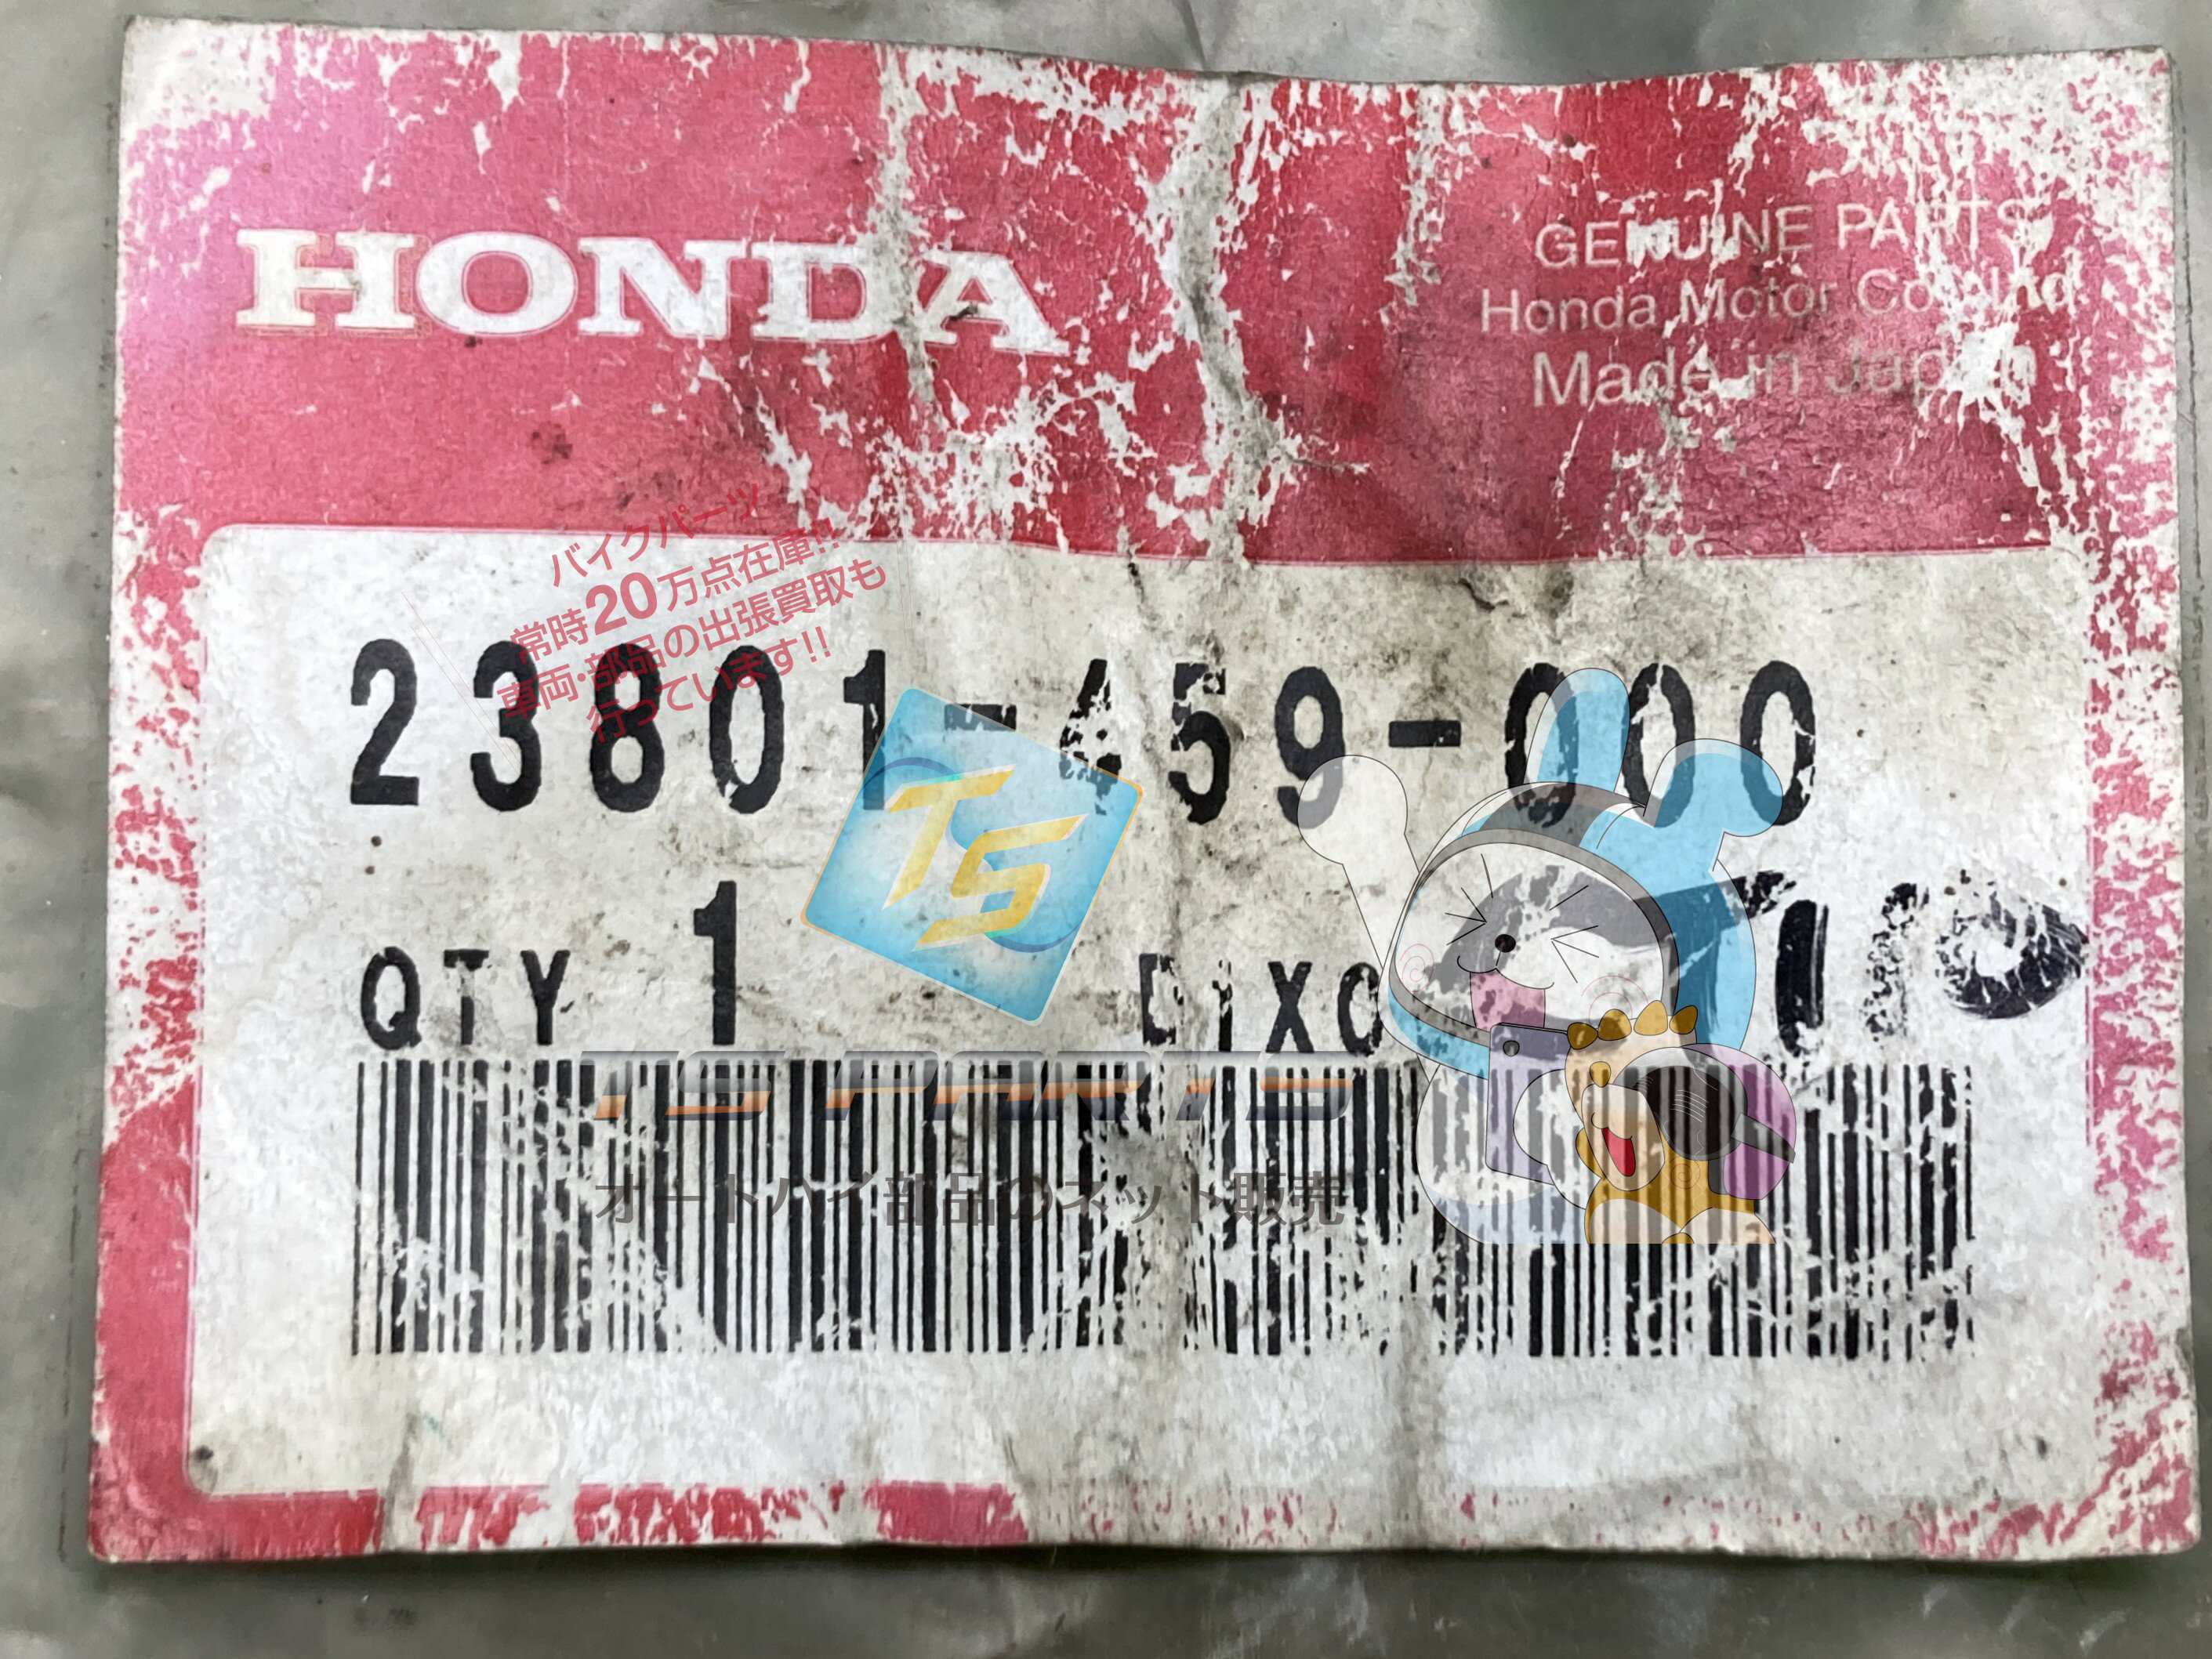 HONDA
GENUINE PARTS
Honda Motor Co., Ltd.
Made in Japan
バイクパーツ
常時20万点在庫!!
車両・部品の出張買取も
行っています!!
23801-459-000
TS
QTY 1
TS PARTS
オートバイ部品のネット販売